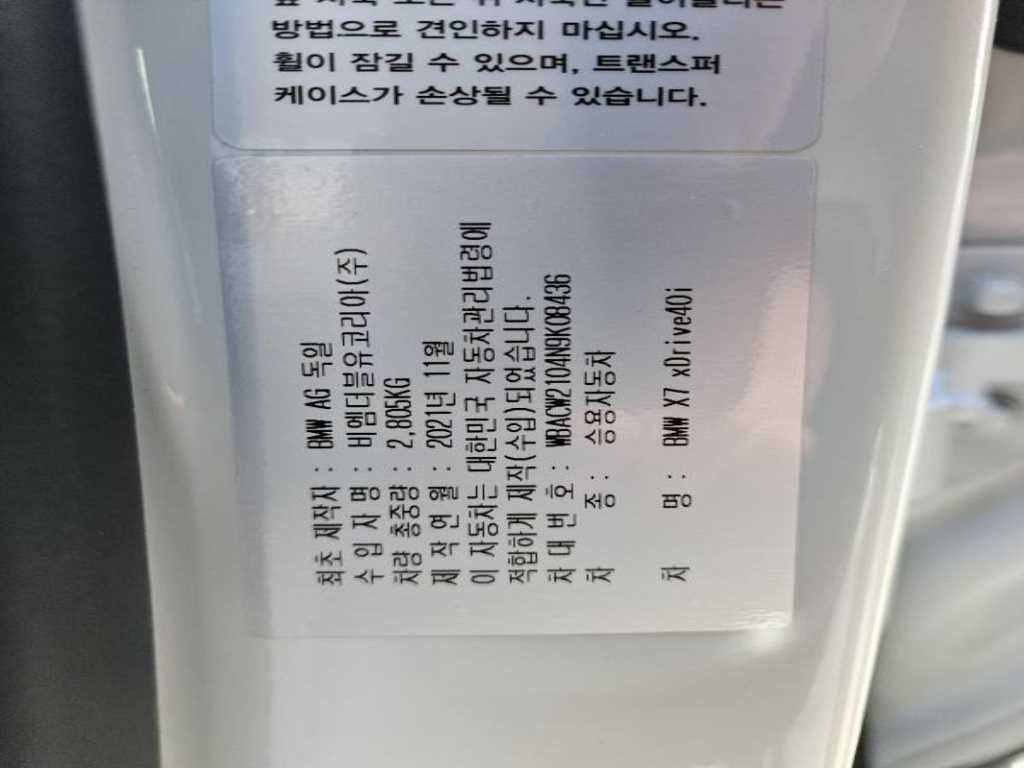 방법으로 견인하지 마십시오.
휠이 잠길 수 있으며, 트랜스퍼
케이스가 손상될 수 있습니다.
최초 제작자 : BMW AG 독일
수 입 자 명 : 비엠더블유코리아(주)
차량 총중량 : 2,805KG
제 작 연 월 : 2021년 11월
이 자동차는 대한민국 자동차관리법령에
적합하게 제작(수입)되었습니다.
차 대 번 호 : WBACW2104N9K08436
차 종 : 승용자동차
차 명 : BMW X7 xDrive40i